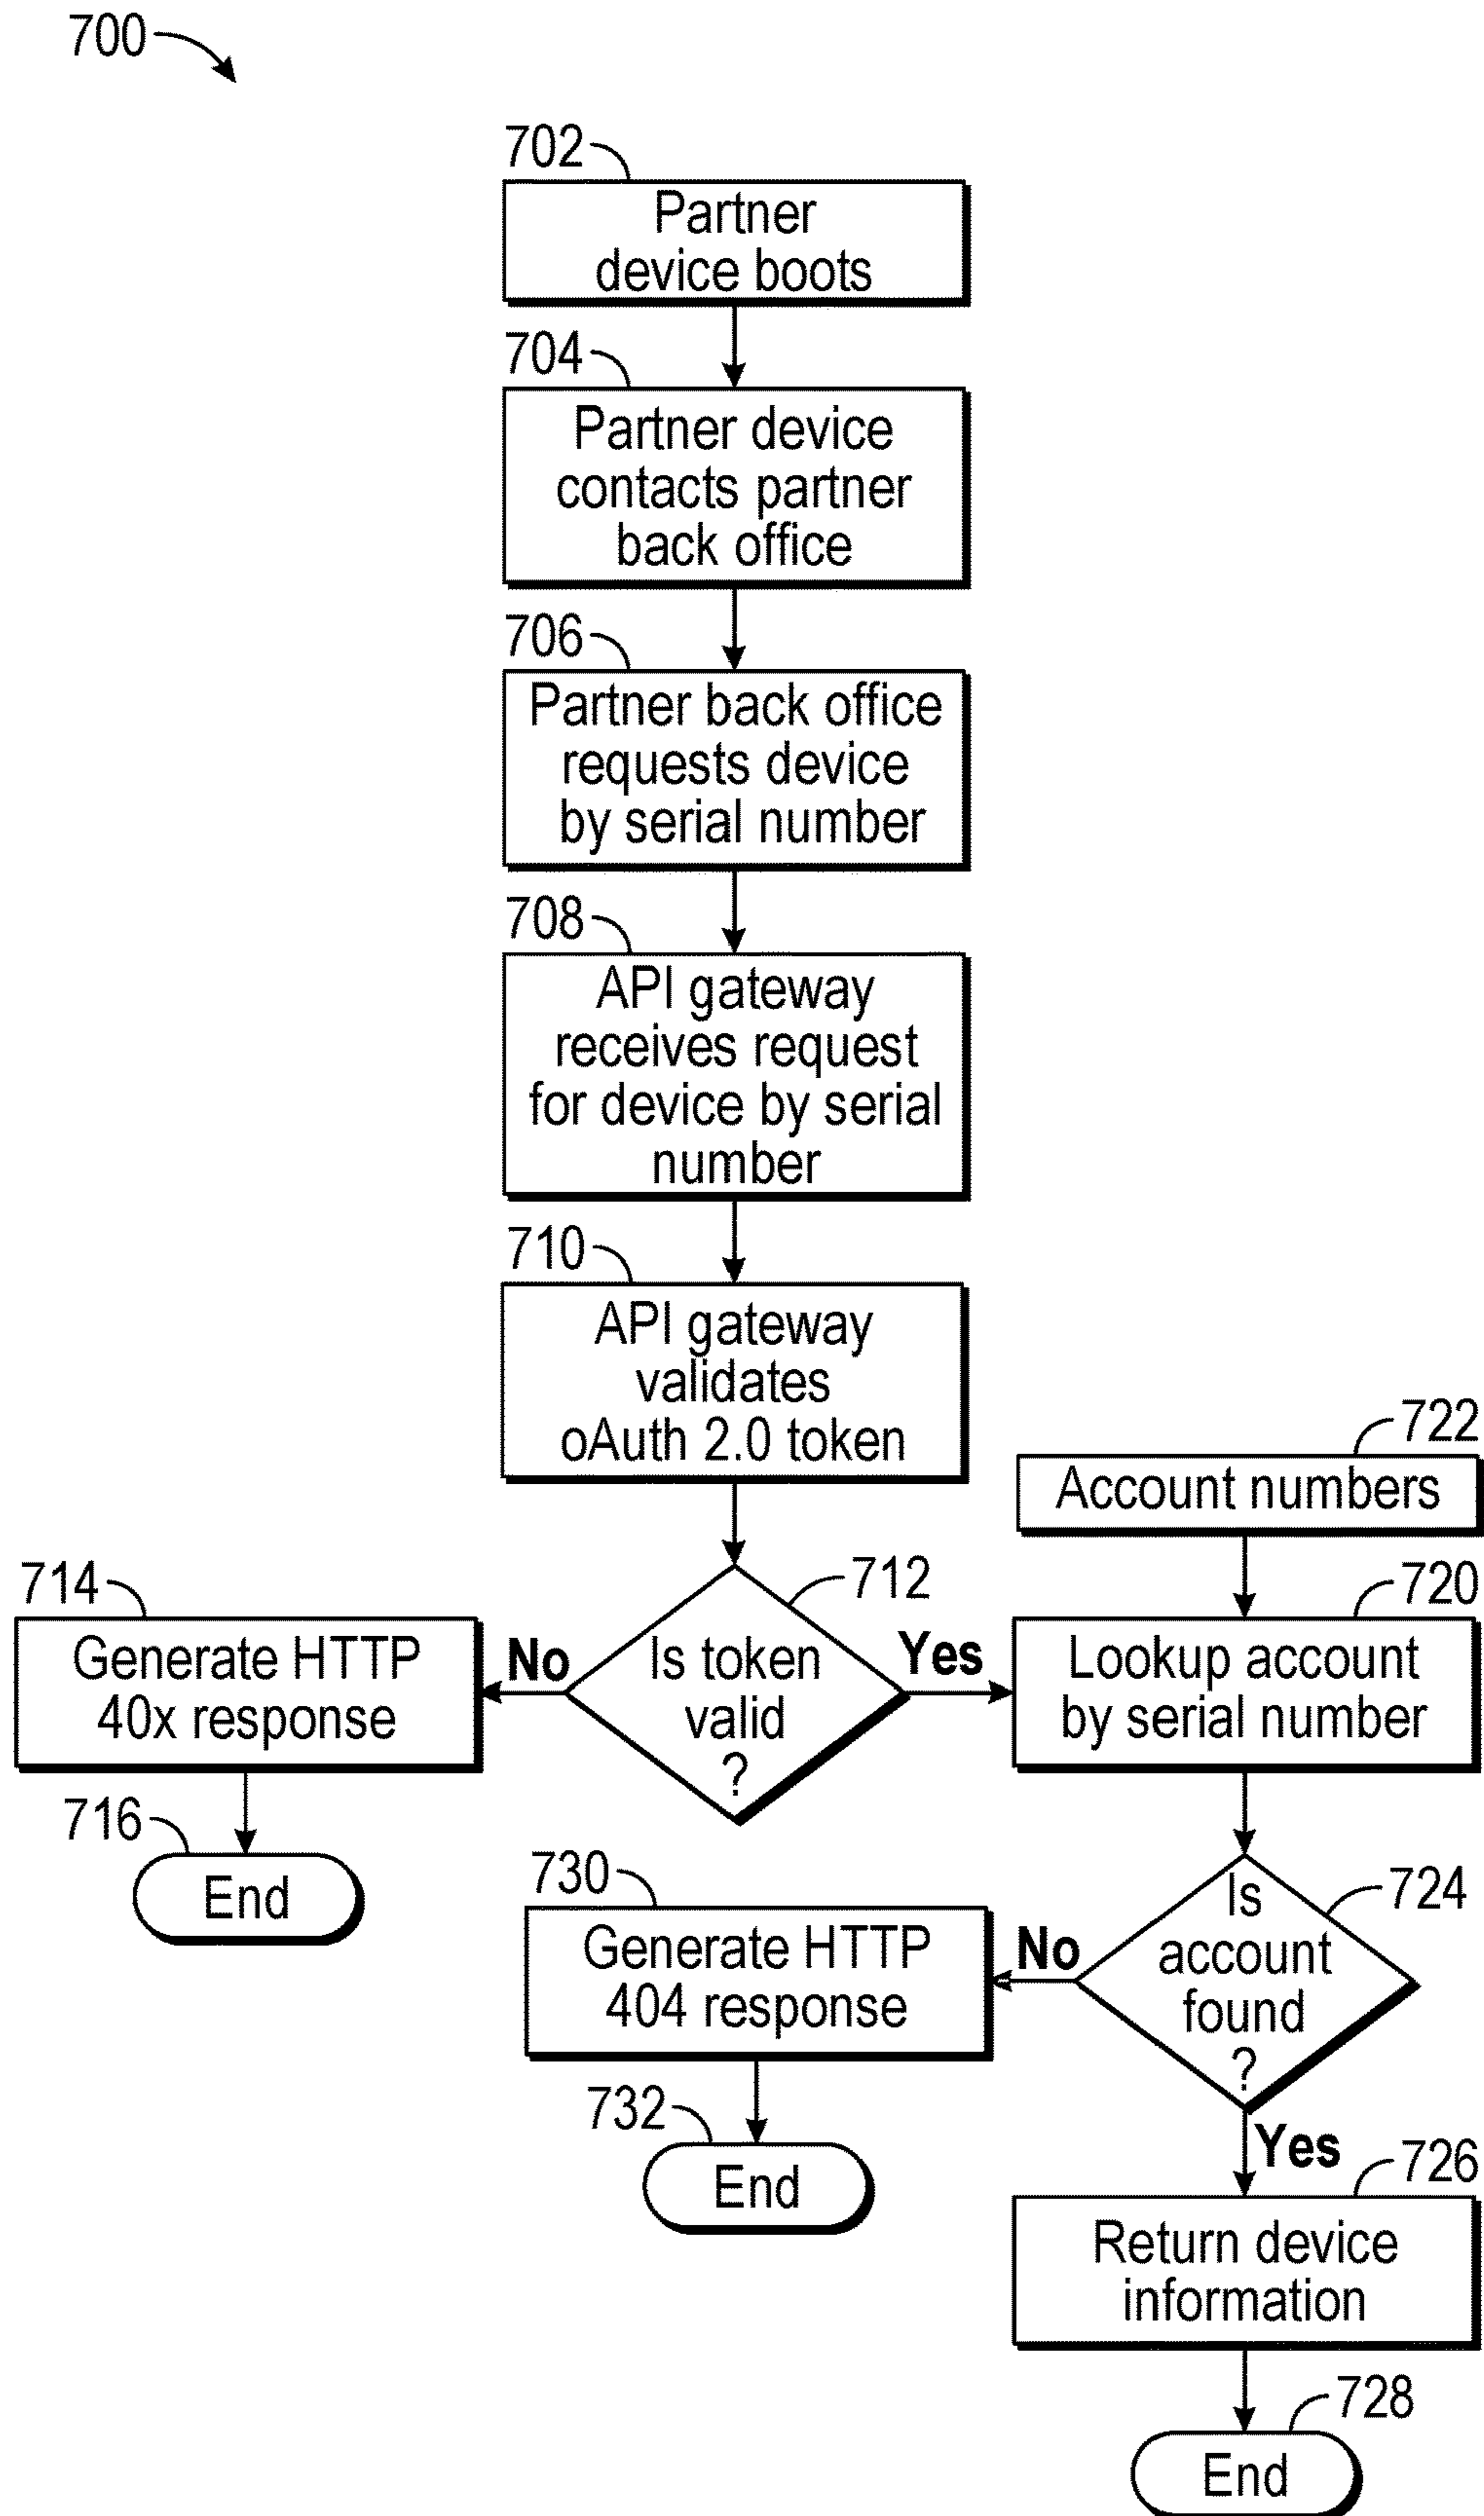 700
702
Partner
device boots
704
Partner device
contacts partner
back office
706
Partner back office
requests device
by serial number
708
API gateway
receives request
for device by serial
number
710
API gateway
validates
oAuth 2.0 token
722
Account numbers
712
Is token
valid
?
No
Yes
714
Generate HTTP
40x response
716
End
720
Lookup account
by serial number
724
Is
account
found
?
No
Yes
730
Generate HTTP
404 response
732
End
726
Return device
information
728
End